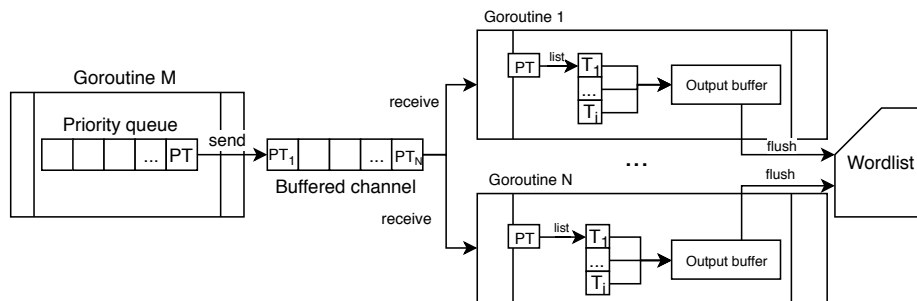 Goroutine M
Priority queue
... PT
send
PT1 ... PTN
Buffered channel
receive
receive
Goroutine 1
PT
list
T1
...
Ti
Output buffer
flush
...
Goroutine N
PT
list
T1
...
Ti
Output buffer
flush
Wordlist